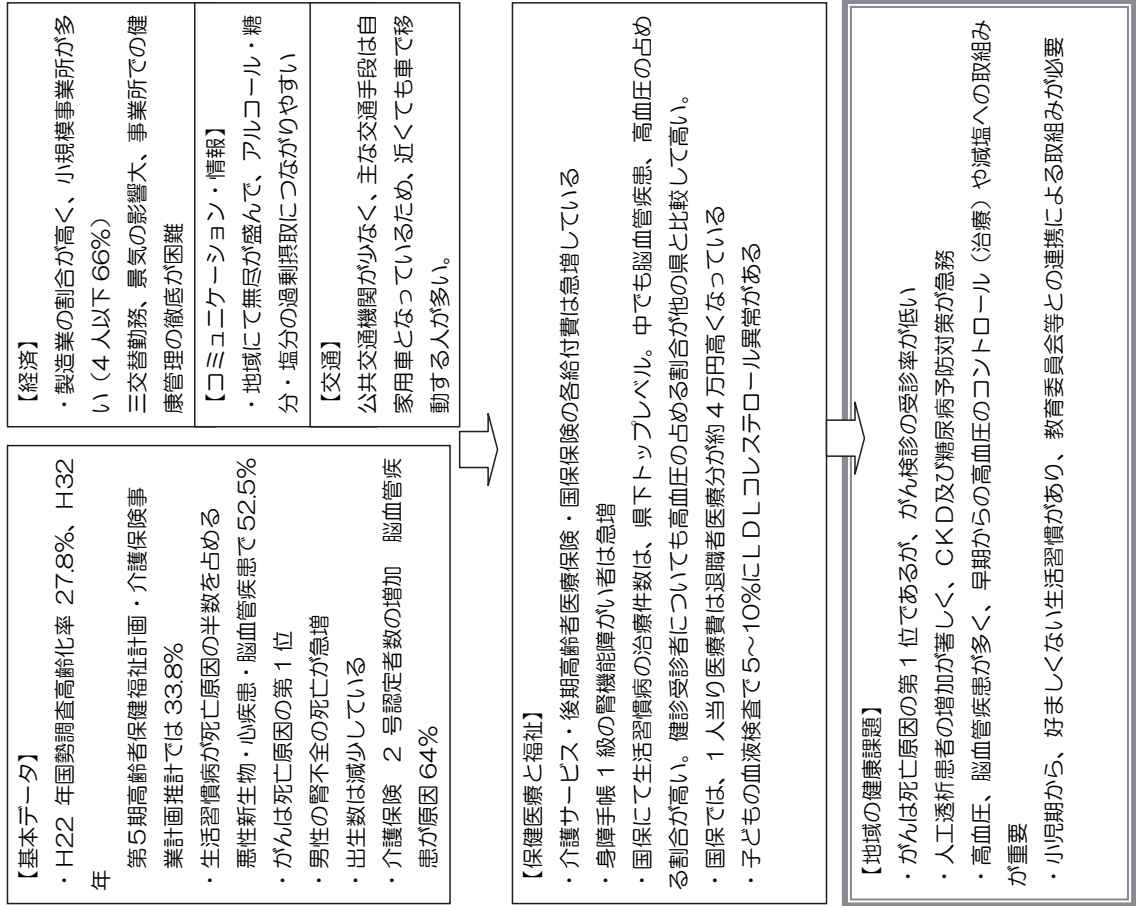 【基本データ】
・H22 年国勢調査高齢化率 27.8%、H32
年
第5期高齢者保健福祉計画・介護保険事
業計画推計では 33.8%
・生活習慣病が死亡原因の半数を占める
悪性新生物・心疾患・脳血管疾患で 52.5%
・がんは死亡原因の第 1 位
・男性の腎不全の死亡が急増
・出生数は減少している
・介護保険　2 号認定者数の増加　脳血管疾
患が原因 64%
【経済】
・製造業の割合が高く、小規模事業所が多
い（4 人以下 66%）
三交替勤務、景気の影響大、事業所での健
康管理の徹底が困難
【コミュニケーション・情報】
・地域にて無尽が盛んで、アルコール・糖
分・塩分の過剰摂取につながりやすい
【交通】
公共交通機関が少なく、主な交通手段は自
家用車となっているため、近くても車で移
動する人が多い。
【保健医療と福祉】
・介護サービス・後期高齢者医療保険・国保保険の各給付費は急増している
・身障手帳 1 級の腎機能障がい者は急増
・国保にて生活習慣病の治療件数は、県下トップレベル。中でも脳血管疾患、高血圧の占め
る割合が高い。健診受診者についても高血圧の占める割合が他の県と比較して高い。
・国保では、1 人当り医療費は退職者医療分が約 4 万円高くなっている
・子どもの血液検査で 5～10%にＬＤＬコレステロール異常がある
【地域の健康課題】
・がんは死亡原因の第 1 位であるが、がん検診の受診率が低い
・人工透析患者の増加が著しく、ＣＫＤ及び糖尿病予防対策が急務
・高血圧、脳血管疾患が多く、早期からの高血圧のコントロール（治療）や減塩への取組み
が重要
・小児期から、好ましくない生活習慣があり、教育委員会等との連携による取組みが必要